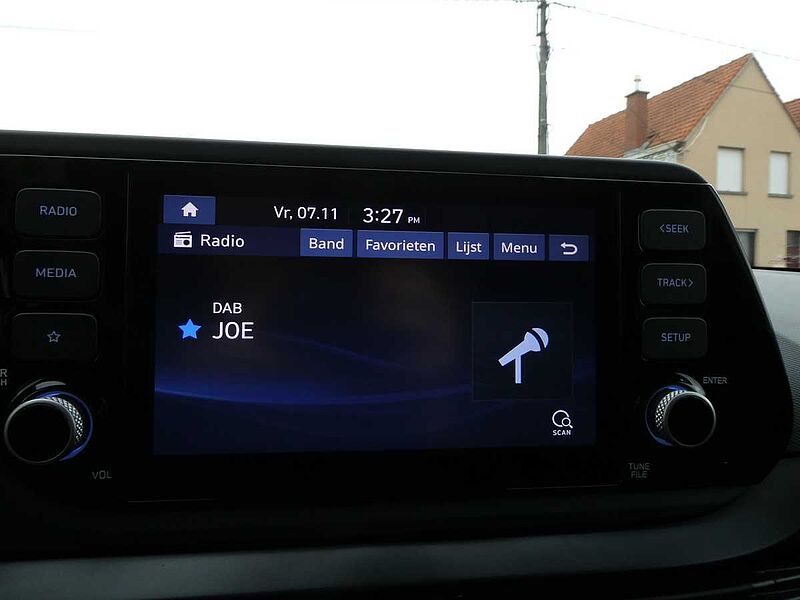 Vr, 07.11 3:27 PM
RADIO
Radio Band Favorieten Lijst Menu
<SEEK
MEDIA
TRACK>
DAB
JOE
SETUP
ENTER
SCAN
VOL
TUNE
FILE